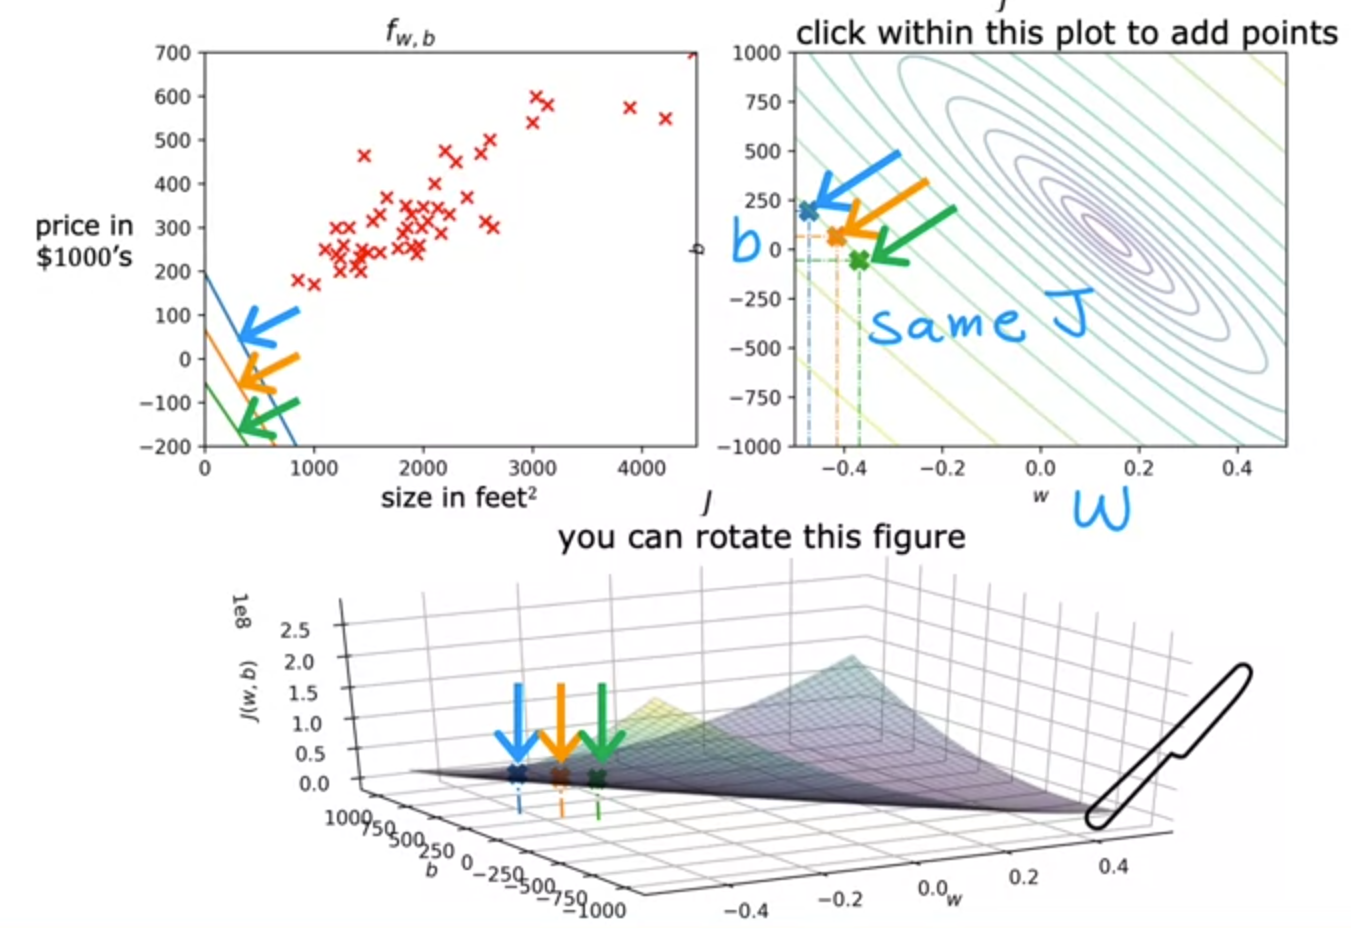 f_w,b
700
600
500
400
300
200
100
0
−100
−200
price in
$1000's
0 1000 2000 3000 4000
size in feet²
J
click within this plot to add points
1000
750
500
250
0
−250
−500
−750
−1000
b
b
same J
−0.4 −0.2 0.0 0.2 0.4
w
W
J
you can rotate this figure
1e8
J(w, b)
2.5
2.0
1.5
1.0
0.5
0.0
1000
750
500
250
0
−250
−500
−750
−1000
b
−0.4 −0.2 0.0 0.2 0.4
w